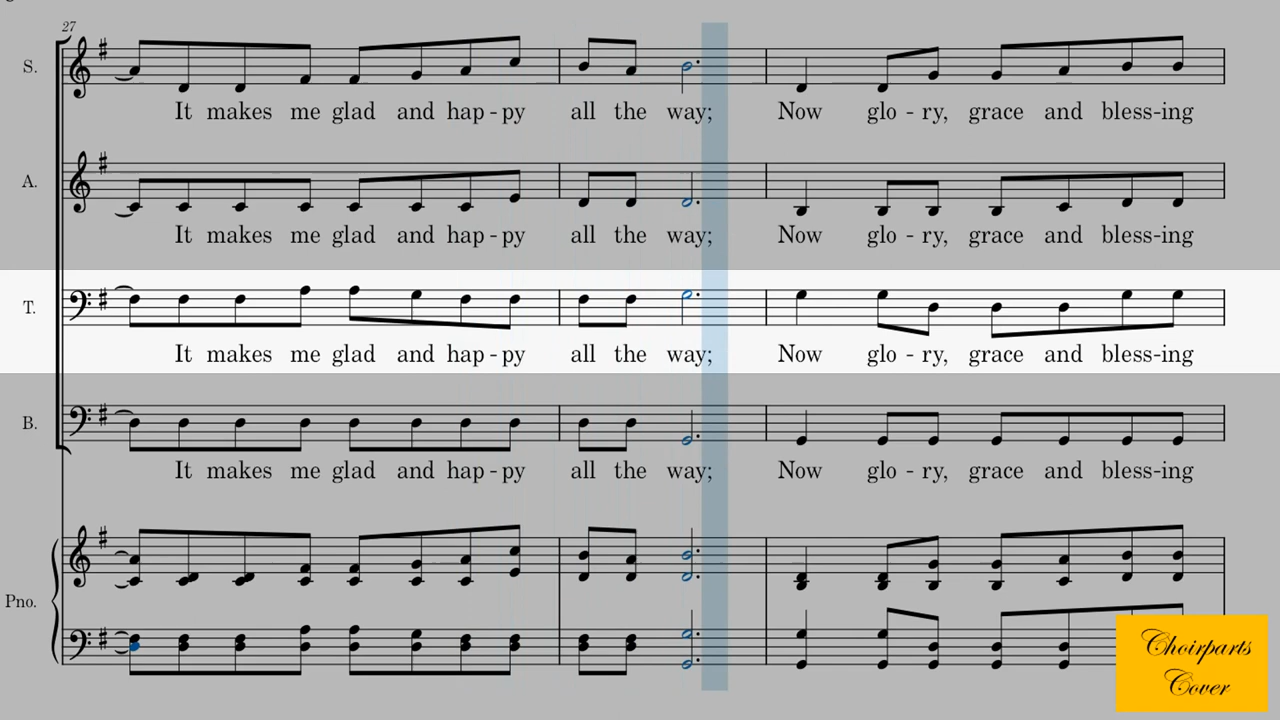 27
S.
It makes me glad and hap - py all the way; Now glo - ry, grace and bless-ing
A.
It makes me glad and hap - py all the way; Now glo - ry, grace and bless-ing
T.
It makes me glad and hap - py all the way; Now glo - ry, grace and bless-ing
B.
It makes me glad and hap - py all the way; Now glo - ry, grace and bless-ing
Pno.
Choirparts
Cover